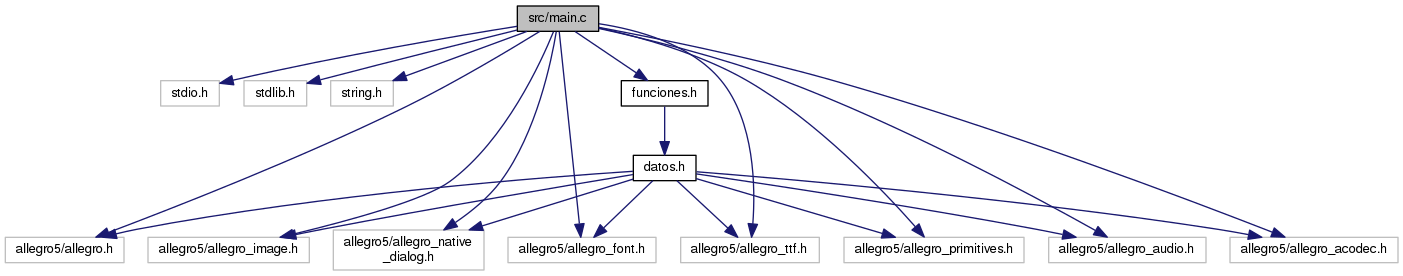 src/main.c
stdio.h
stdlib.h
string.h
funciones.h
datos.h
allegro5/allegro.h
allegro5/allegro_image.h
allegro5/allegro_native
_dialog.h
allegro5/allegro_font.h
allegro5/allegro_ttf.h
allegro5/allegro_primitives.h
allegro5/allegro_audio.h
allegro5/allegro_acodec.h